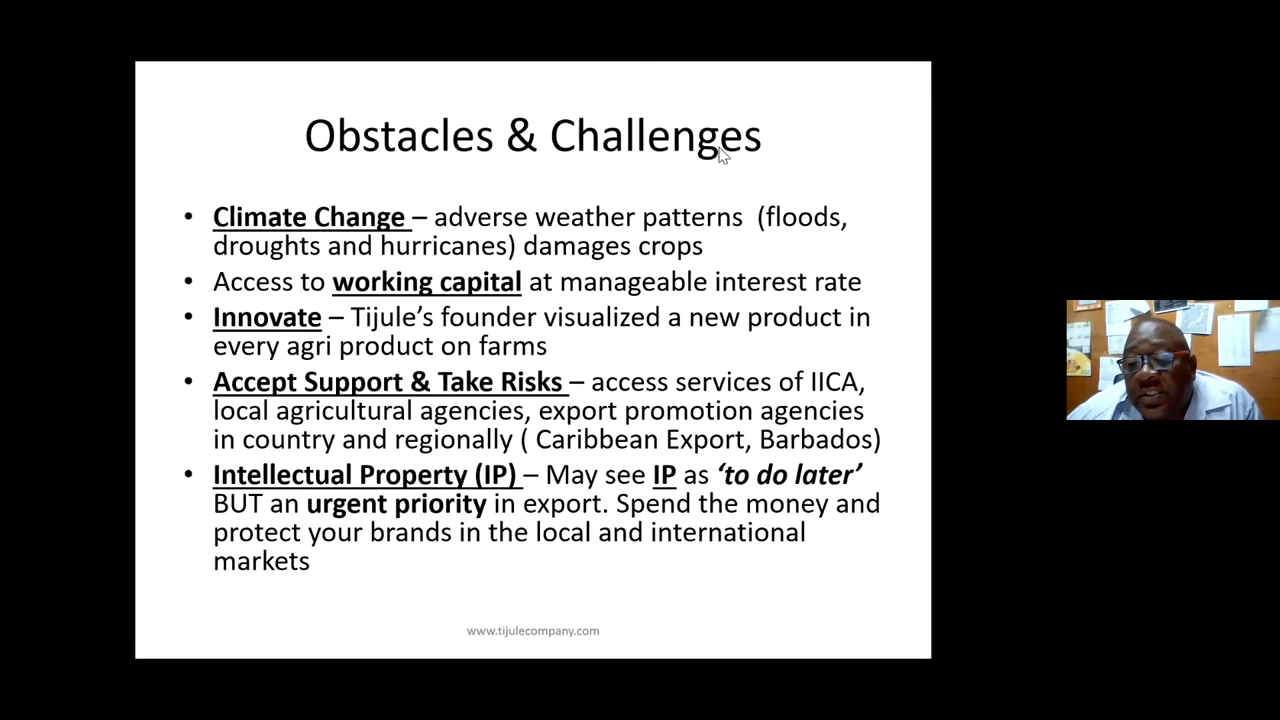 Obstacles & Challenges
• Climate Change – adverse weather patterns (floods,
droughts and hurricanes) damages crops
• Access to working capital at manageable interest rate
• Innovate – Tijule’s founder visualized a new product in
every agri product on farms
• Accept Support & Take Risks – access services of IICA,
local agricultural agencies, export promotion agencies
in country and regionally ( Caribbean Export, Barbados)
• Intellectual Property (IP) – May see IP as ‘to do later’
BUT an urgent priority in export. Spend the money and
protect your brands in the local and international
markets
www.tijulecompany.com